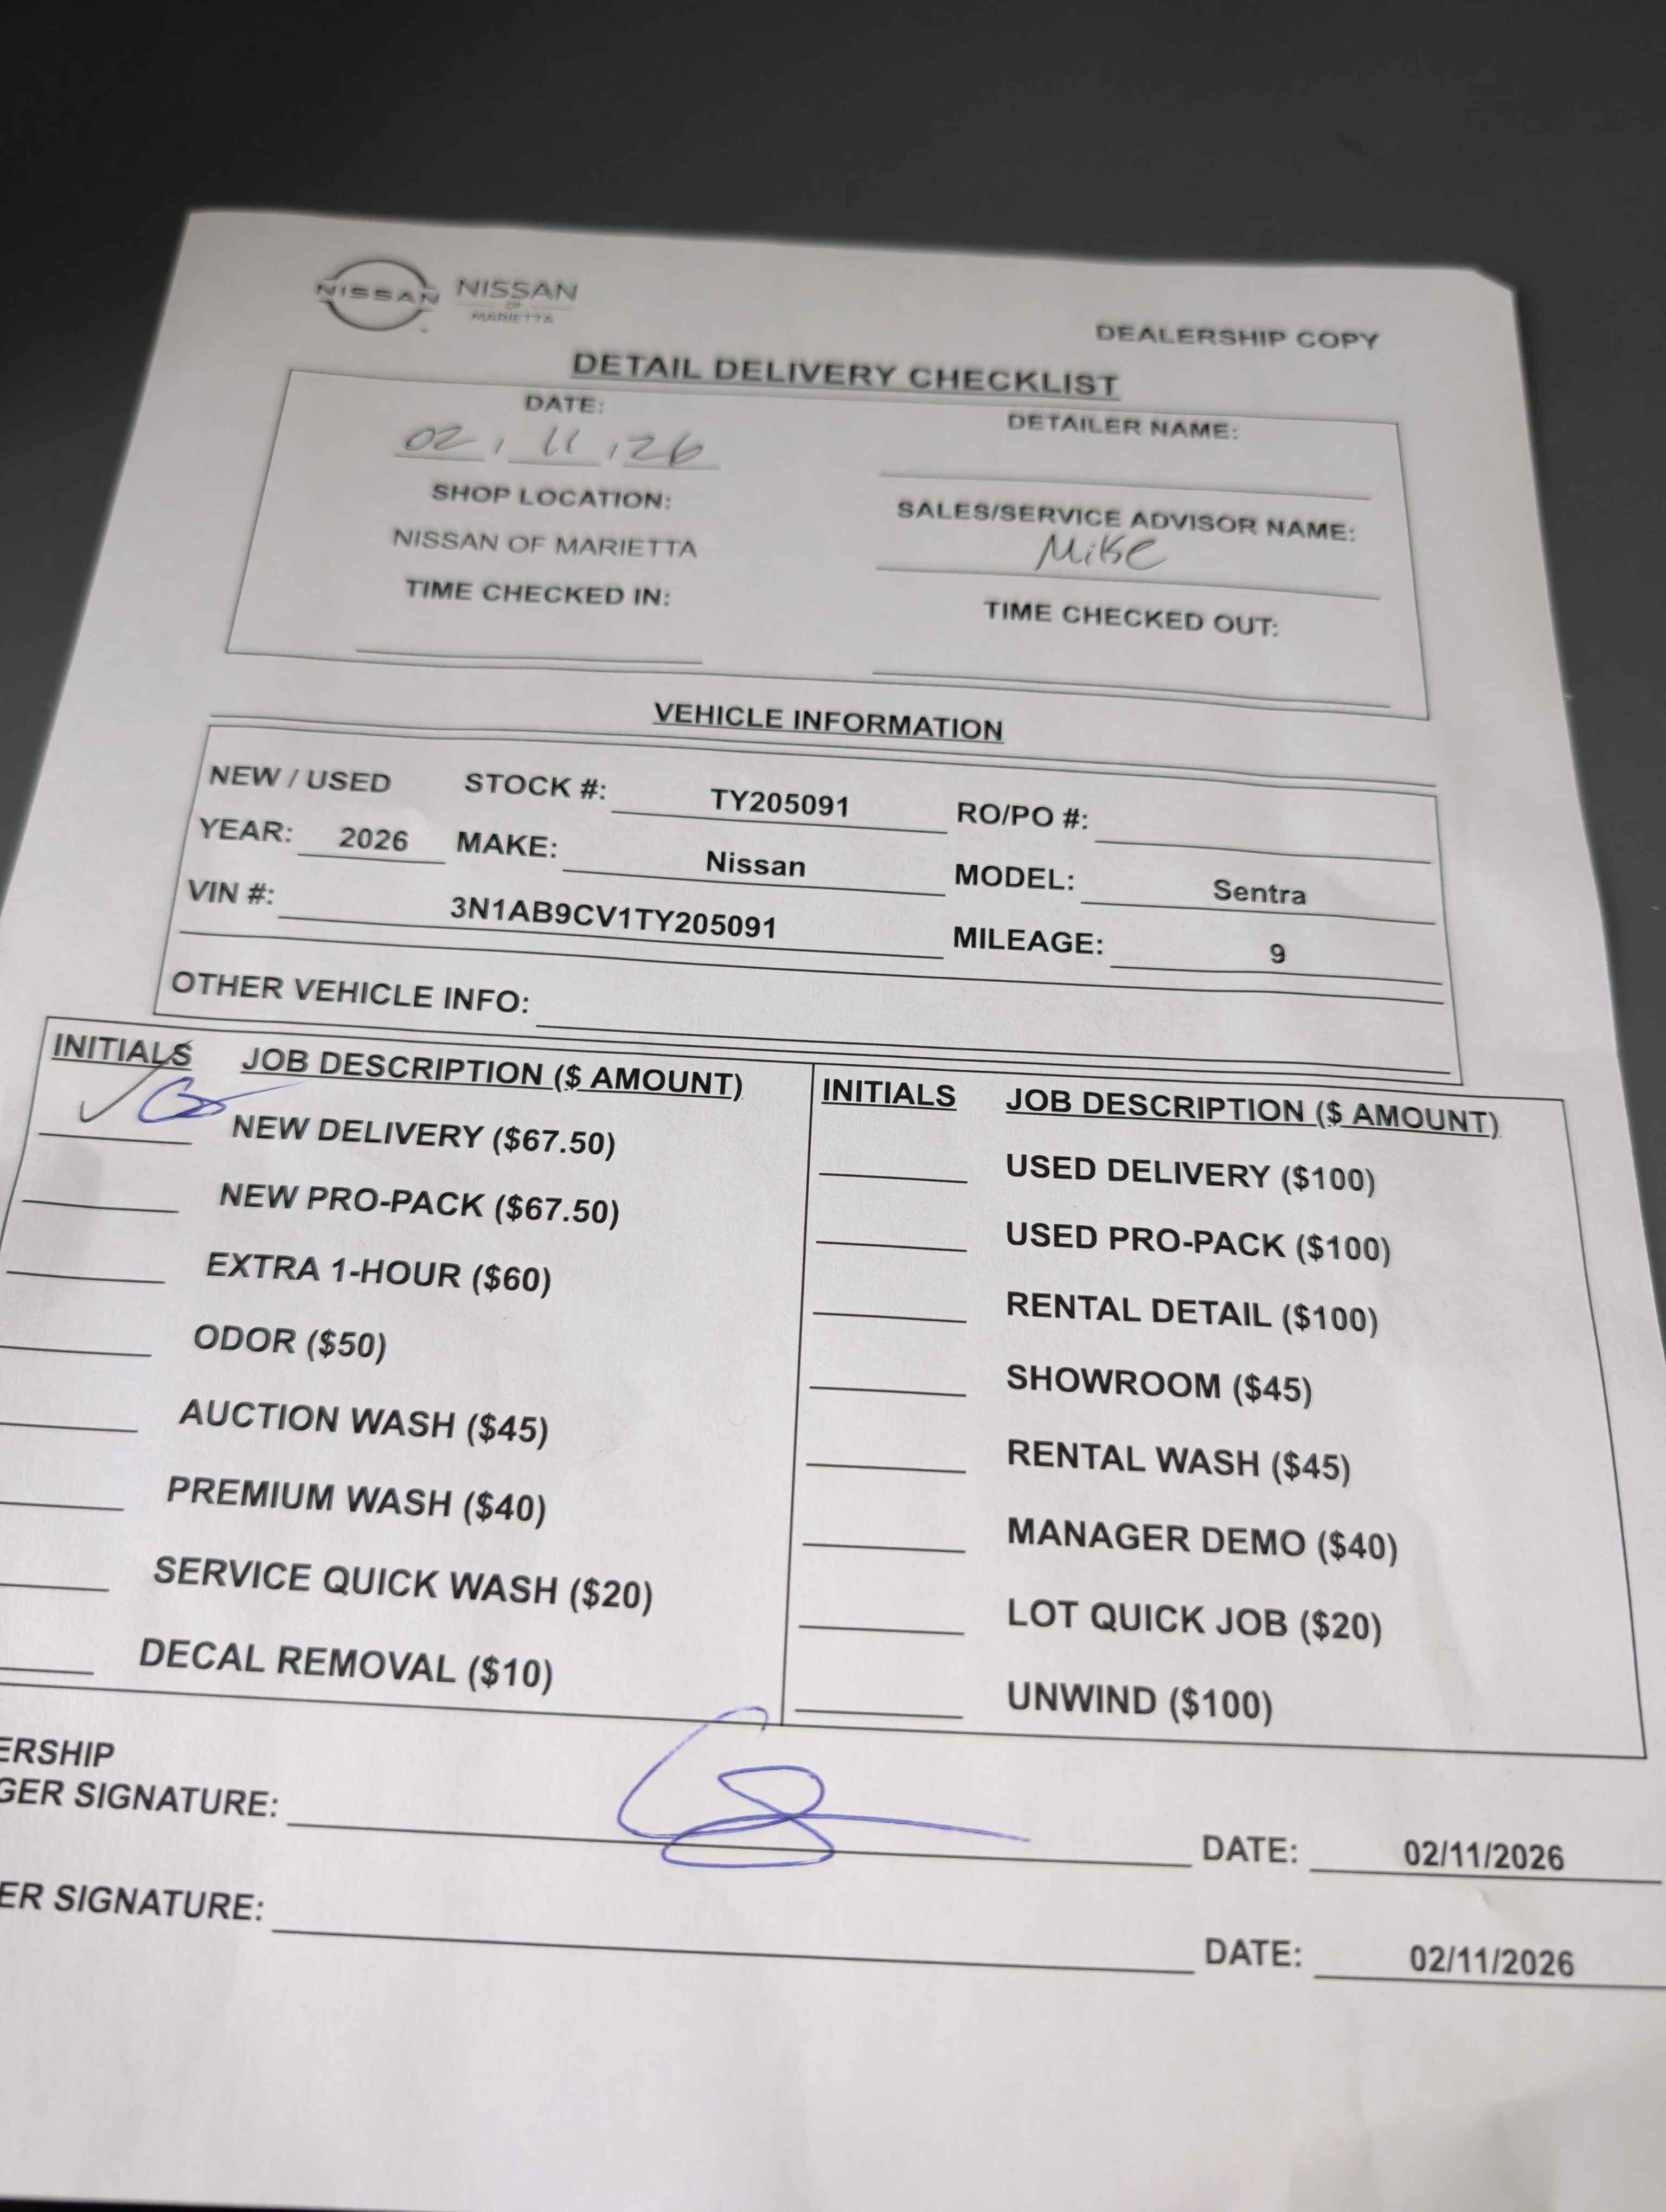 NISSAN NISSAN
OF
MARIETTA
DEALERSHIP COPY
DETAIL DELIVERY CHECKLIST
DATE: DETAILER NAME:
02, 11, 26
SHOP LOCATION: SALES/SERVICE ADVISOR NAME:
NISSAN OF MARIETTA Mike
TIME CHECKED IN: TIME CHECKED OUT:
VEHICLE INFORMATION
NEW / USED STOCK #: TY205091 RO/PO #:
YEAR: 2026 MAKE: Nissan MODEL: Sentra
VIN #: 3N1AB9CV1TY205091 MILEAGE: 9
OTHER VEHICLE INFO:
INITIALS JOB DESCRIPTION ($ AMOUNT)
NEW DELIVERY ($67.50)
NEW PRO-PACK ($67.50)
EXTRA 1-HOUR ($60)
ODOR ($50)
AUCTION WASH ($45)
PREMIUM WASH ($40)
SERVICE QUICK WASH ($20)
DECAL REMOVAL ($10)
INITIALS JOB DESCRIPTION ($ AMOUNT)
USED DELIVERY ($100)
USED PRO-PACK ($100)
RENTAL DETAIL ($100)
SHOWROOM ($45)
RENTAL WASH ($45)
MANAGER DEMO ($40)
LOT QUICK JOB ($20)
UNWIND ($100)
ERSHIP
GER SIGNATURE: DATE: 02/11/2026
ER SIGNATURE: DATE: 02/11/2026